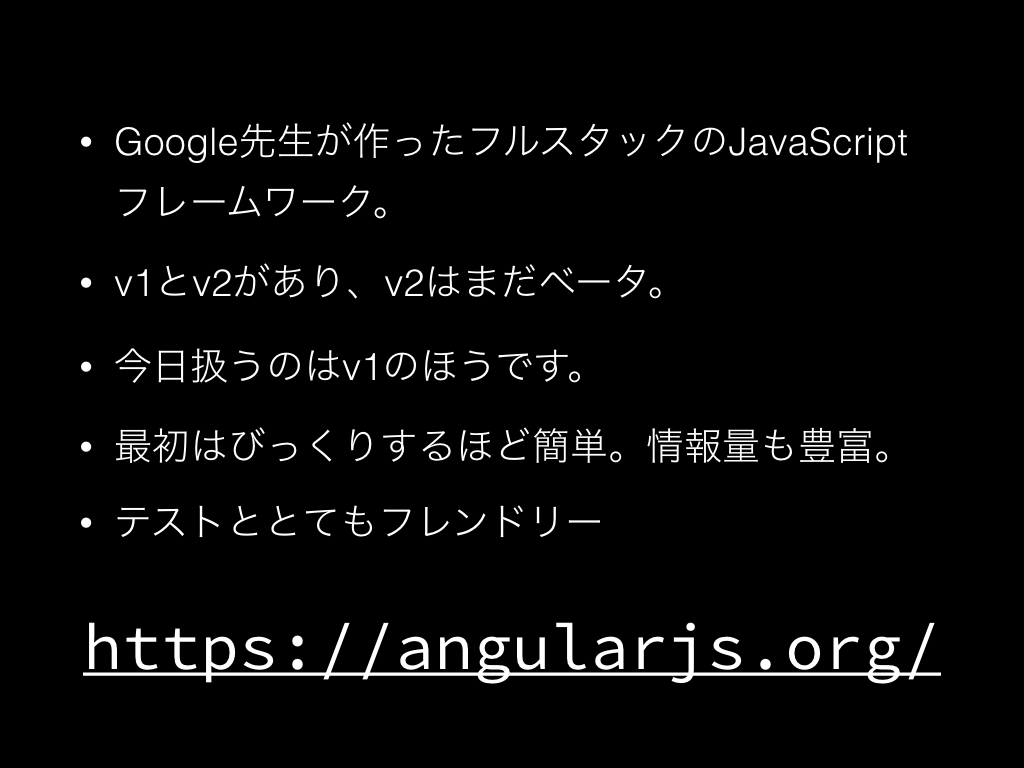 • Google先生が作ったフルスタックのJavaScript
フレームワーク。
• v1とv2があり、v2はまだベータ。
• 今日扱うのはv1のほうです。
• 最初はびっくりするほど簡単。情報量も豊富。
• テストととてもフレンドリー
https://angularjs.org/